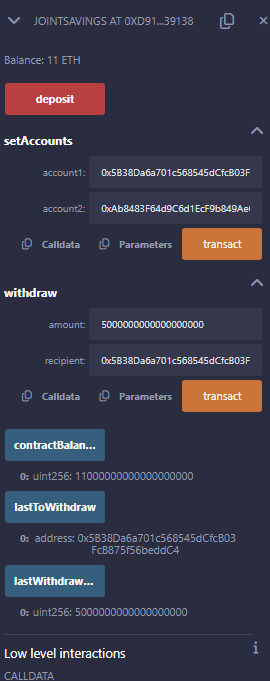 JOINTSAVINGS AT 0XD91...39138
Balance: 11 ETH
deposit
setAccounts
account1: 0x5B38Da6a701c568545dCfcB03F
account2: 0xAb8483F64d9C6d1EcF9b849Ae
Calldata Parameters transact
withdraw
amount: 5000000000000000000
recipient: 0x5B38Da6a701c568545dCfcB03F
Calldata Parameters transact
contractBalan...
0: uint256: 11000000000000000000
lastToWithdraw
0: address: 0x5B38Da6a701c568545dCfcB03
FcB875f56beddC4
lastWithdraw...
0: uint256: 5000000000000000000
Low level interactions
CALLDATA